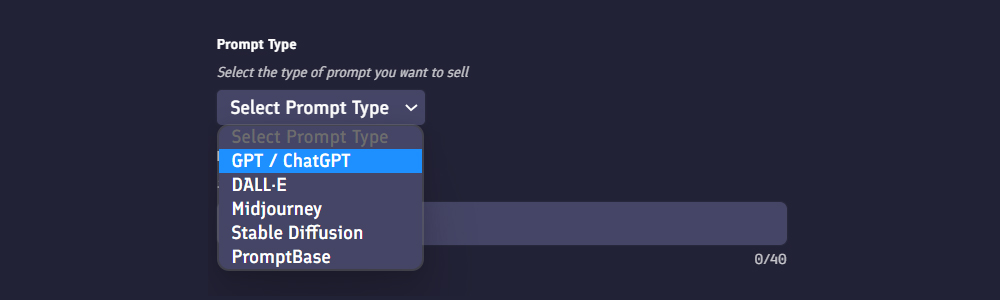 Prompt Type
Select the type of prompt you want to sell
Select Prompt Type
Select Prompt Type
GPT / ChatGPT
DALL·E
Midjourney
Stable Diffusion
PromptBase
0/40